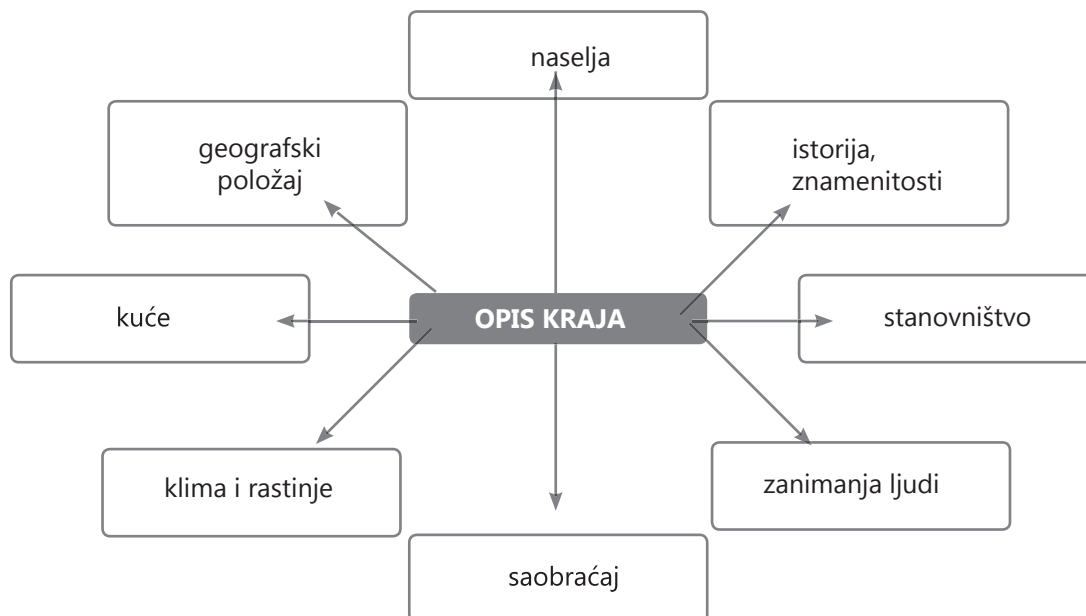 naselja
geografski
položaj
istorija,
znamenitosti
kuće
OPIS KRAJA
stanovništvo
klima i rastinje
zanimanja ljudi
saobraćaj